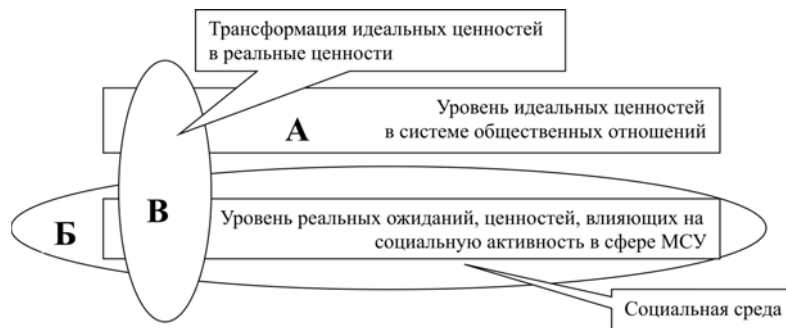 Трансформация идеальных ценностей
в реальные ценности
Уровень идеальных ценностей
в системе общественных отношений
А
В
Б
Уровень реальных ожиданий, ценностей, влияющих на
социальную активность в сфере МСУ
Социальная среда